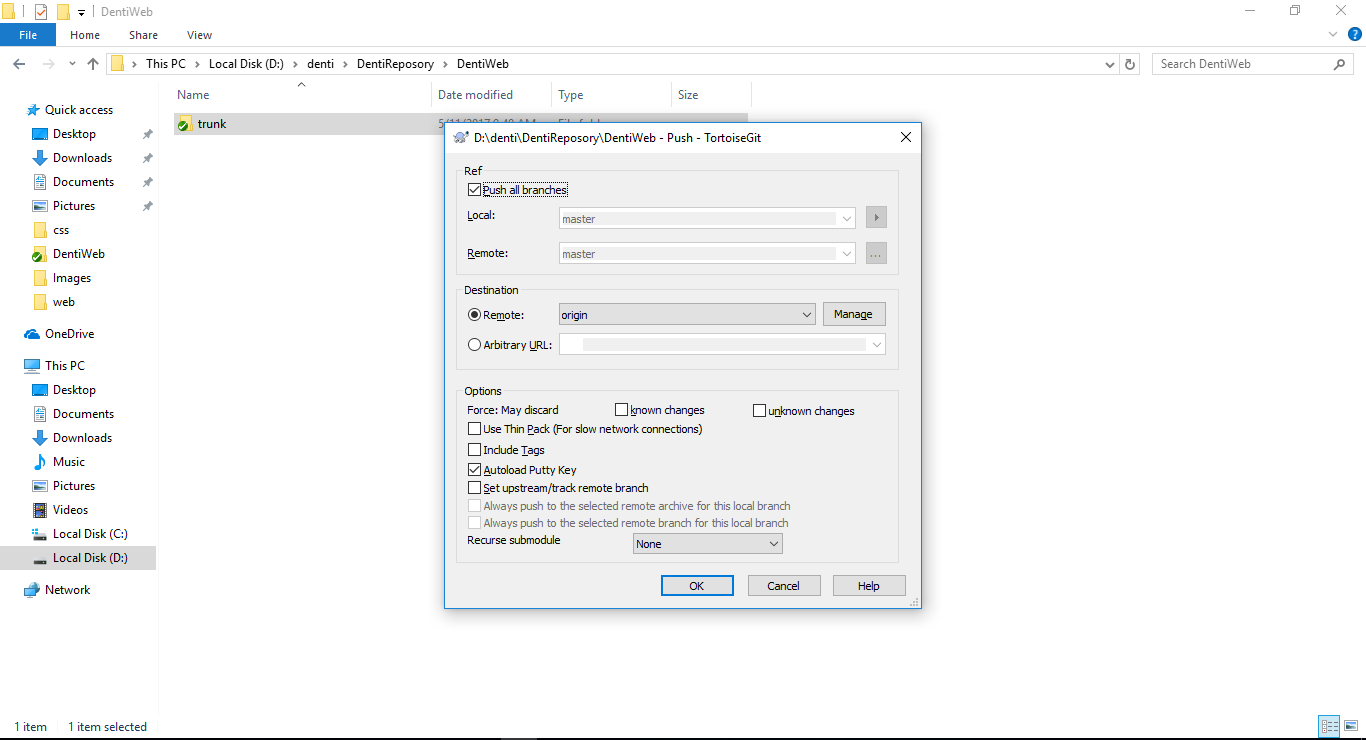 DentiWeb
File Home Share View
This PC Local Disk (D:) denti DentiReposory DentiWeb Search DentiWeb
Name Date modified Type Size
trunk
Quick access
Desktop
Downloads
Documents
Pictures
css
DentiWeb
Images
web
OneDrive
This PC
Desktop
Documents
Downloads
Music
Pictures
Videos
Local Disk (C:)
Local Disk (D:)
Network
D:\denti\DentiReposory\DentiWeb - Push - TortoiseGit
Ref
Push all branches
Local: master
Remote: master ...
Destination
Remote: origin Manage
Arbitrary URL:
Options
Force: May discard known changes unknown changes
Use Thin Pack (For slow network connections)
Include Tags
Autoload Putty Key
Set upstream/track remote branch
Always push to the selected remote archive for this local branch
Always push to the selected remote branch for this local branch
Recurse submodule None
OK Cancel Help
1 item 1 item selected